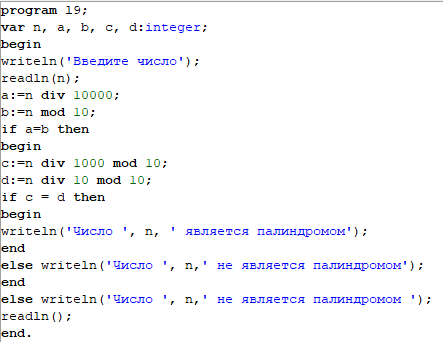 program l9;
var n, a, b, c, d:integer;
begin
writeln('Введите число');
readln(n);
a:=n div 10000;
b:=n mod 10;
if a=b then
begin
c:=n div 1000 mod 10;
d:=n div 10 mod 10;
if c = d then
begin
writeln('Число ', n, ' является палиндромом');
end
else writeln('Число ', n,' не является палиндромом');
end
else writeln('Число ', n,' не является палиндромом ');
readln();
end.